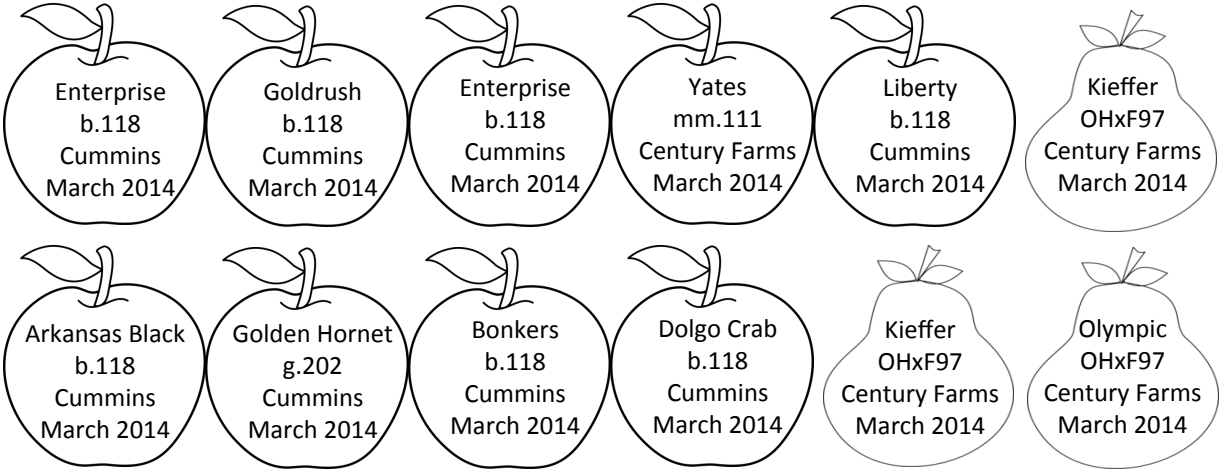 Enterprise
b.118
Cummins
March 2014
Goldrush
b.118
Cummins
March 2014
Enterprise
b.118
Cummins
March 2014
Yates
mm.111
Century Farms
March 2014
Liberty
b.118
Cummins
March 2014
Kieffer
OHxF97
Century Farms
March 2014
Arkansas Black
b.118
Cummins
March 2014
Golden Hornet
g.202
Cummins
March 2014
Bonkers
b.118
Cummins
March 2014
Dolgo Crab
b.118
Cummins
March 2014
Kieffer
OHxF97
Century Farms
March 2014
Olympic
OHxF97
Century Farms
March 2014